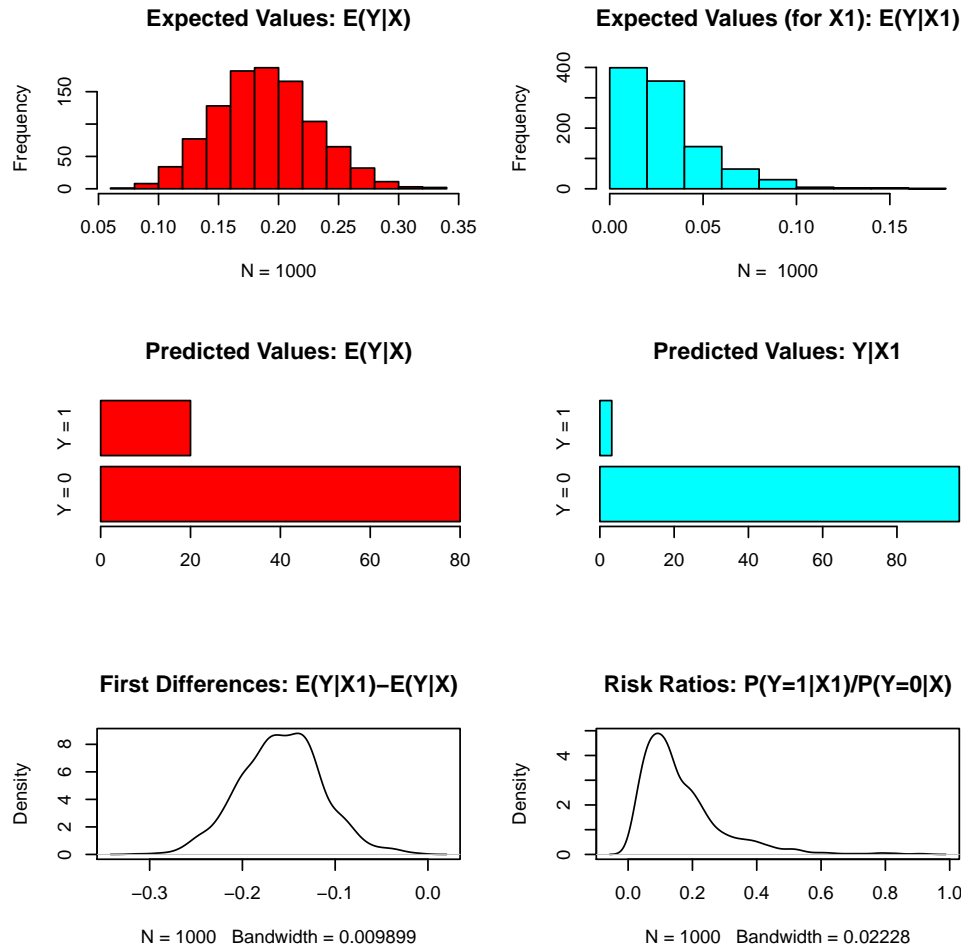 Expected Values: E(Y|X)
Frequency
0 50 150
0.05 0.10 0.15 0.20 0.25 0.30 0.35
N = 1000
Expected Values (for X1): E(Y|X1)
Frequency
0 200 400
0.00 0.05 0.10 0.15
N = 1000
Predicted Values: E(Y|X)
Y = 1
Y = 0
0 20 40 60 80
Predicted Values: Y|X1
Y = 1
Y = 0
0 20 40 60 80
First Differences: E(Y|X1)−E(Y|X)
Density
0 2 4 6 8
−0.3 −0.2 −0.1 0.0
N = 1000 Bandwidth = 0.009899
Risk Ratios: P(Y=1|X1)/P(Y=0|X)
Density
0 2 4
0.0 0.2 0.4 0.6 0.8 1.0
N = 1000 Bandwidth = 0.02228